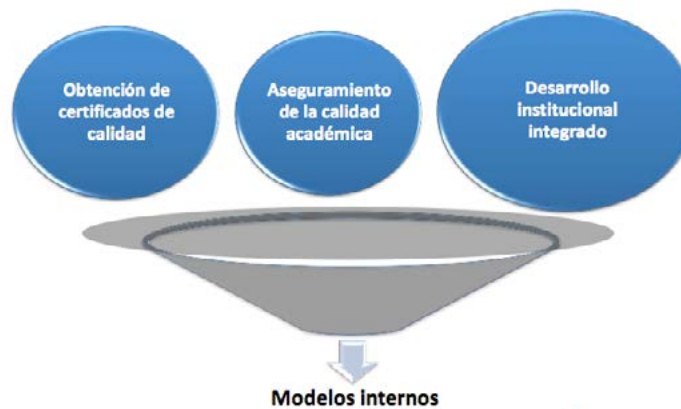 Obtención de
certificados de
calidad
Aseguramiento
de la calidad
académica
Desarrollo
institucional
integrado
Modelos internos